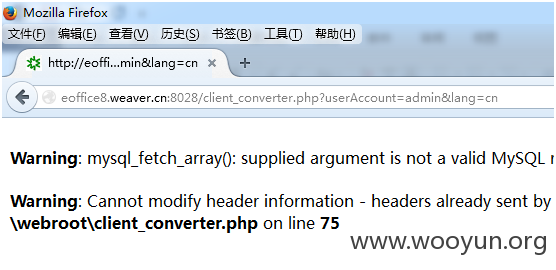 Mozilla Firefox
文件(F) 编辑(E) 查看(V) 历史(S) 书签(B) 工具(T) 帮助(H)
http://eoffi...min&lang=cn
eoffice8.weaver.cn:8028/client_converter.php?userAccount=admin&lang=cn
Warning: mysql_fetch_array(): supplied argument is not a valid MySQL
Warning: Cannot modify header information - headers already sent by
\webroot\client_converter.php on line 75
www.wooyun.org